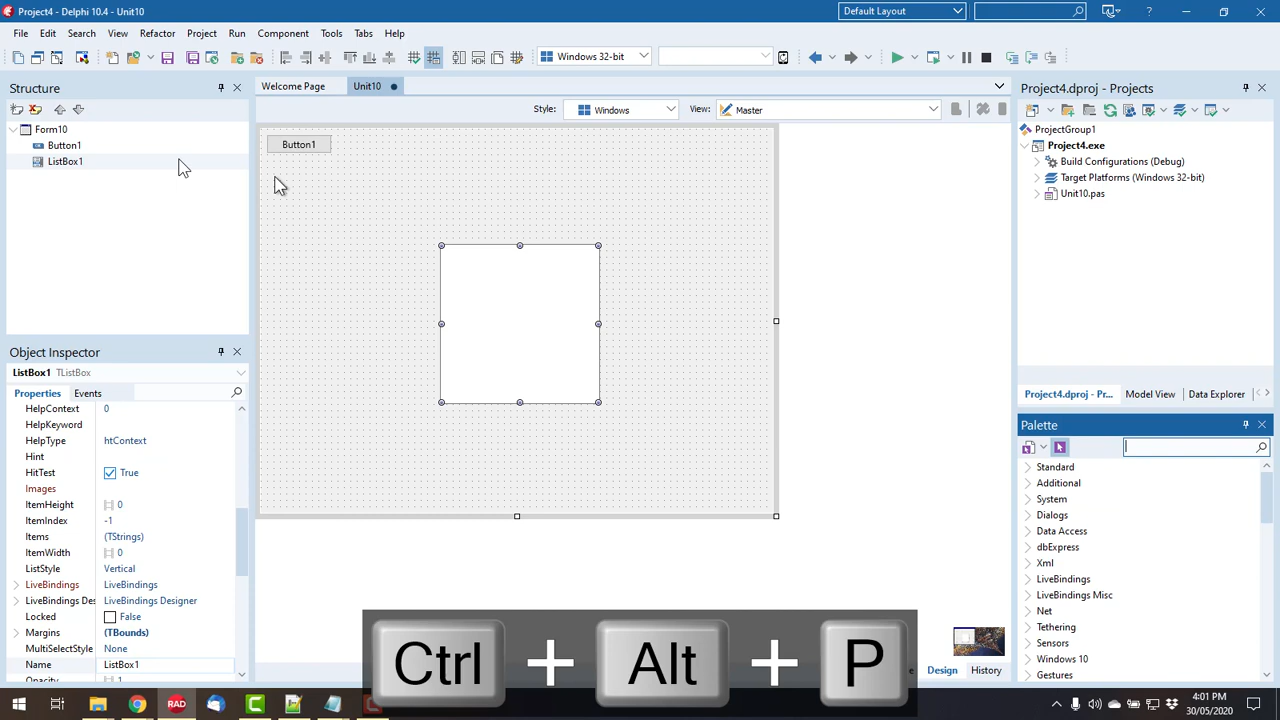 Project4 - Delphi 10.4 - Unit10
Default Layout
File Edit Search View Refactor Project Run Component Tools Tabs Help
Windows 32-bit
Structure
Welcome Page Unit10
Project4.dproj - Projects
Style: Windows View: Master
Form10
Button1
ListBox1
Button1
ProjectGroup1
Project4.exe
Build Configurations (Debug)
Target Platforms (Windows 32-bit)
Unit10.pas
Object Inspector
ListBox1 TListBox
Properties Events
HelpContext 0
HelpKeyword
HelpType htContext
Hint
HitTest True
Images
ItemHeight 0
ItemIndex -1
Items (TStrings)
ItemWidth 0
ListStyle Vertical
LiveBindings LiveBindings
LiveBindings Des LiveBindings Designer
Locked False
Margins (TBounds)
MultiSelectStyle None
Name ListBox1
Opacity 1
Project4.dproj - Pr... Model View Data Explorer
Palette
Standard
Additional
System
Dialogs
Data Access
dbExpress
Xml
LiveBindings
LiveBindings Misc
Net
Tethering
Sensors
Windows 10
Gestures
Design History
Ctrl + Alt + P
RAD
4:01 PM
30/05/2020